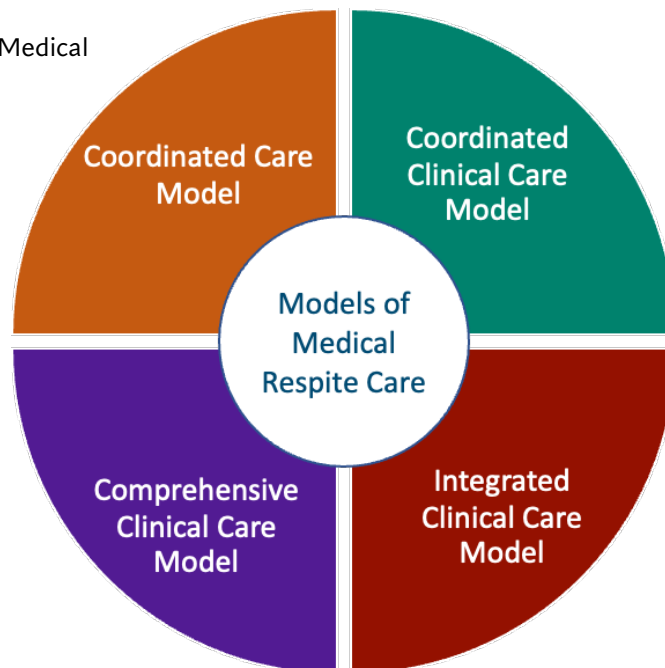 Medical
Coordinated Care
Model
Coordinated
Clinical Care
Model
Models of
Medical
Respite Care
Comprehensive
Clinical Care
Model
Integrated
Clinical Care
Model